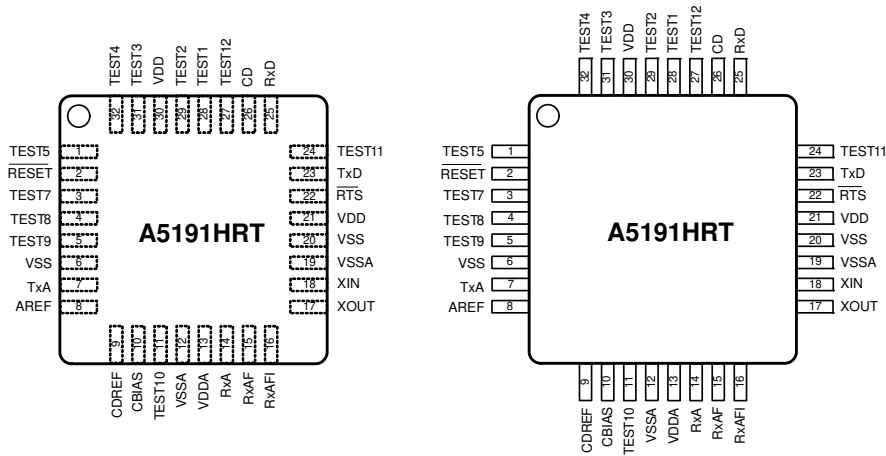 TEST4 TEST3 VDD TEST2 TEST1 TEST12 CD RxD
32 31 30 29 28 27 26 25
TEST5 1
RESET 2
TEST7 3
TEST8 4
TEST9 5
VSS 6
TxA 7
AREF 8
A5191HRT
24 TEST11
23 TxD
22 RTS
21 VDD
20 VSS
19 VSSA
18 XIN
17 XOUT
9 10 11 12 13 14 15 16
CDREF CBIAS TEST10 VSSA VDDA RxA RxAF RxAFI
TEST4 TEST3 VDD TEST2 TEST1 TEST12 CD RxD
32 31 30 29 28 27 26 25
TEST5 1
RESET 2
TEST7 3
TEST8 4
TEST9 5
VSS 6
TxA 7
AREF 8
A5191HRT
24 TEST11
23 TxD
22 RTS
21 VDD
20 VSS
19 VSSA
18 XIN
17 XOUT
9 10 11 12 13 14 15 16
CDREF CBIAS TEST10 VSSA VDDA RxA RxAF RxAFI